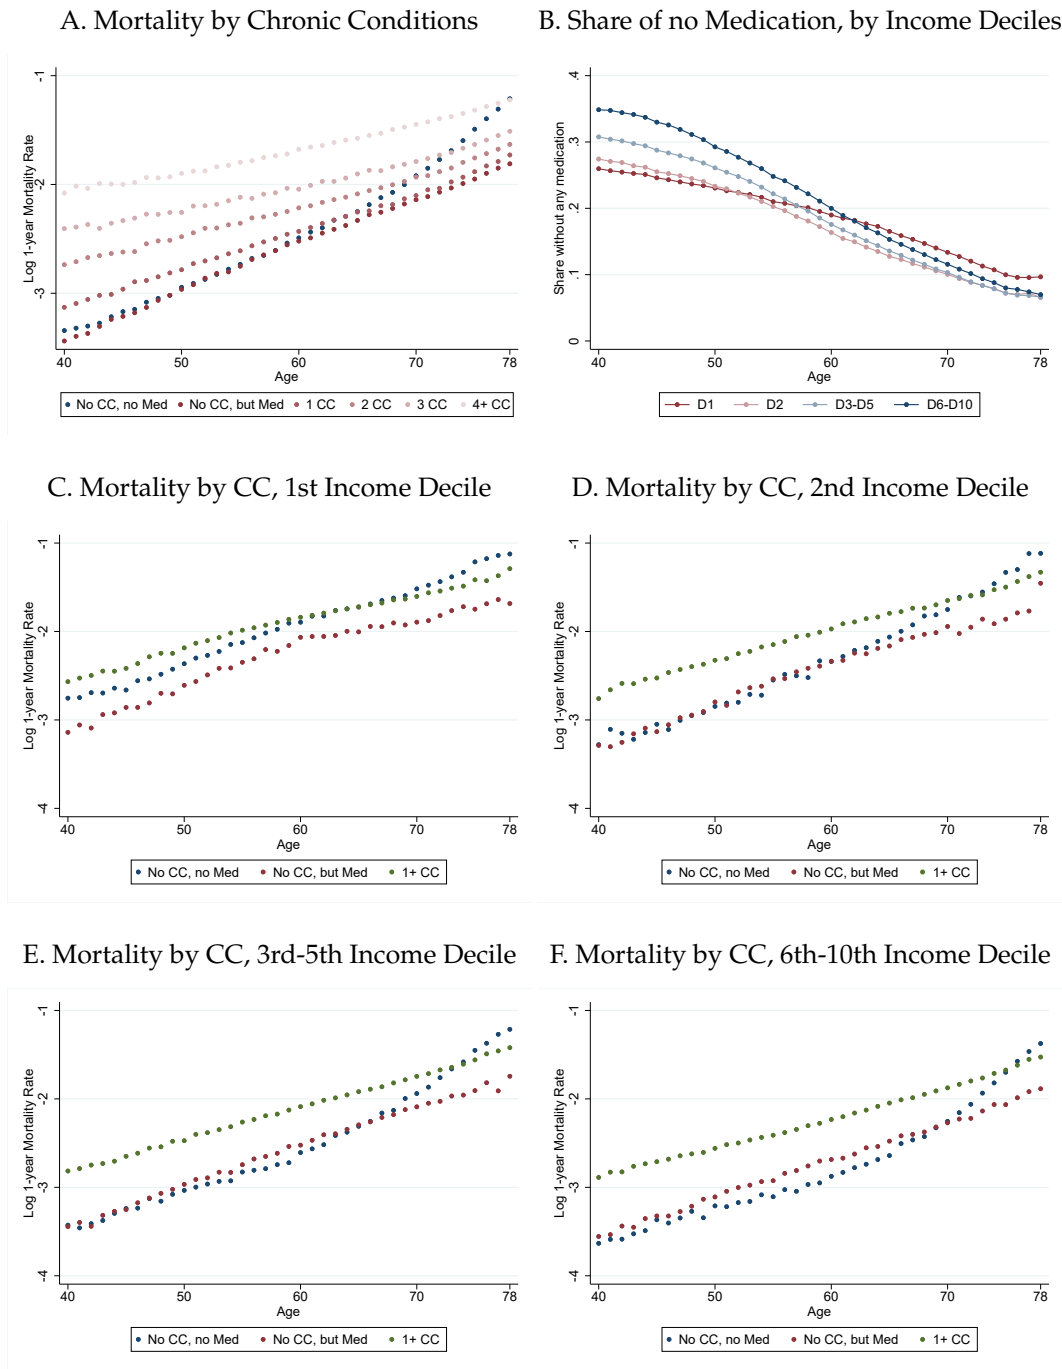 A. Mortality by Chronic Conditions
B. Share of no Medication, by Income Deciles
Log 1-year Mortality Rate
-1
-2
-3
40
50
60
70
78
Age
No CC, no Med
No CC, but Med
1 CC
2 CC
3 CC
4+ CC
Share without any medication
.4
.3
.2
.1
0
40
50
60
70
78
Age
D1
D2
D3-D5
D6-D10
C. Mortality by CC, 1st Income Decile
D. Mortality by CC, 2nd Income Decile
Log 1-year Mortality Rate
-1
-2
-3
-4
40
50
60
70
78
Age
No CC, no Med
No CC, but Med
1+ CC
Log 1-year Mortality Rate
-1
-2
-3
-4
40
50
60
70
78
Age
No CC, no Med
No CC, but Med
1+ CC
E. Mortality by CC, 3rd-5th Income Decile
F. Mortality by CC, 6th-10th Income Decile
Log 1-year Mortality Rate
-1
-2
-3
-4
40
50
60
70
78
Age
No CC, no Med
No CC, but Med
1+ CC
Log 1-year Mortality Rate
-1
-2
-3
-4
40
50
60
70
78
Age
No CC, no Med
No CC, but Med
1+ CC